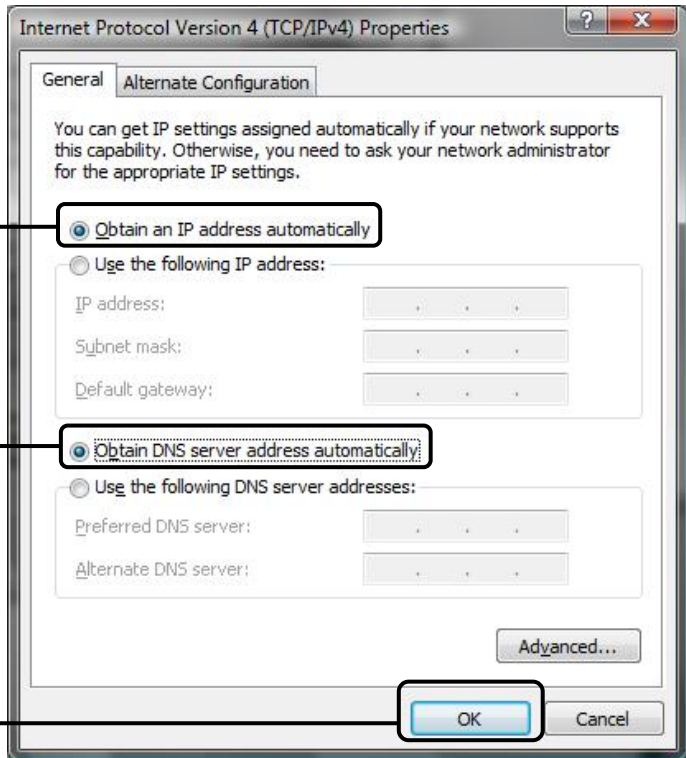 Internet Protocol Version 4 (TCP/IPv4) Properties
General
Alternate Configuration
You can get IP settings assigned automatically if your network supports
this capability. Otherwise, you need to ask your network administrator
for the appropriate IP settings.
Obtain an IP address automatically
Use the following IP address:
IP address:
Subnet mask:
Default gateway:
Obtain DNS server address automatically
Use the following DNS server addresses:
Preferred DNS server:
Alternate DNS server:
Advanced...
OK
Cancel